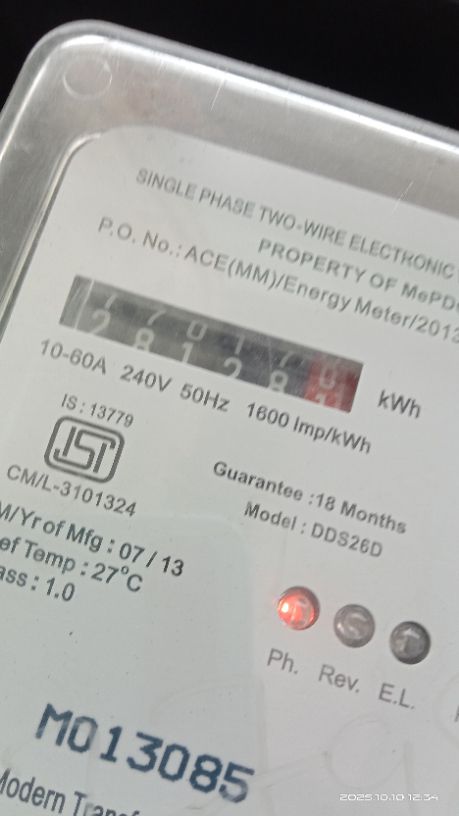 SINGLE PHASE TWO-WIRE ELECTRONIC
PROPERTY OF MePD
P.O. No.: ACE(MM)/Energy Meter/2013
kWh
10-60A 240V 50Hz 1600 Imp/kWh
IS : 13779
ISI
CM/L-3101324
Guarantee :18 Months
Model : DDS26D
M/Yr of Mfg : 07 / 13
ef Temp : 27°C
ass : 1.0
Ph. Rev. E.L.
M013085
Modern Trans
2025.10.10 12:34